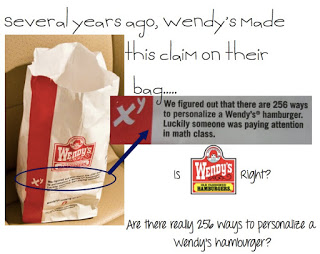 Several years ago, Wendy's Made
this claim on their
bag.....
xy
We figured out that there are 256 ways
to personalize a Wendy's® hamburger.
Luckily someone was paying attention
in math class.
Wendy's
xy
Is
Wendy's
OLD FASHIONED
HAMBURGERS
Right?
Are there really 256 ways to personalize a
Wendy's hamburger?